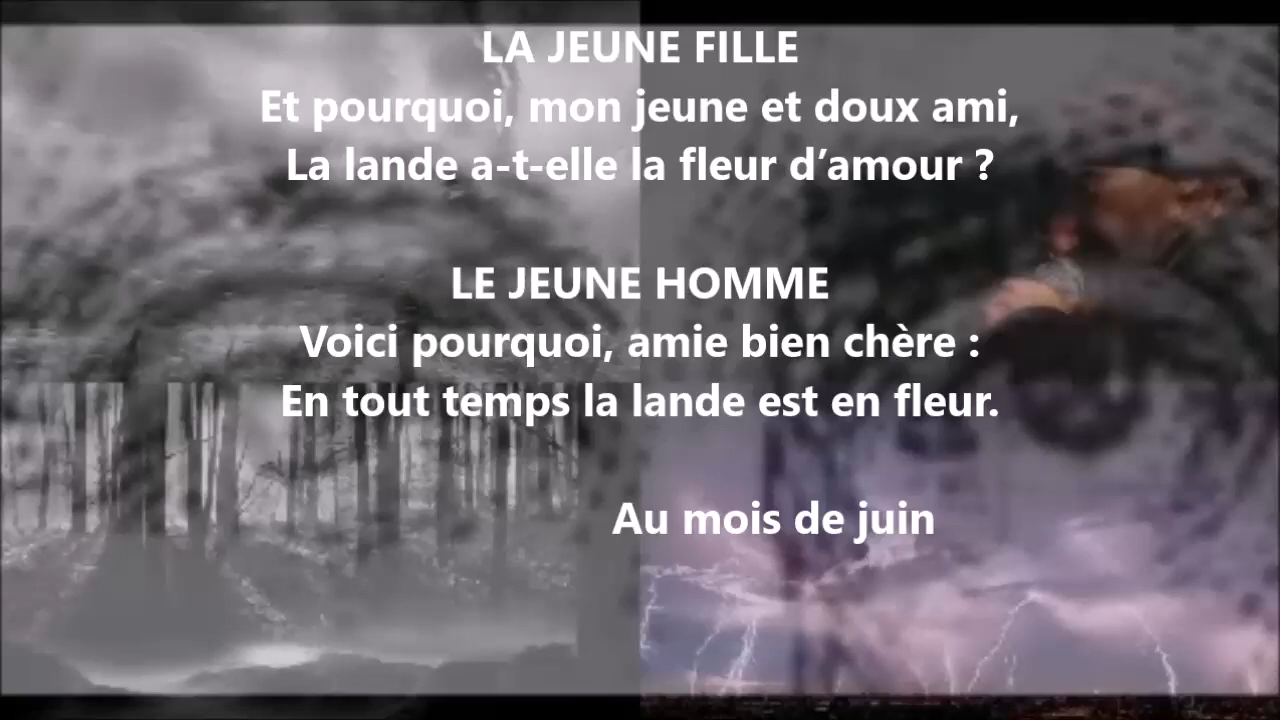 LA JEUNE FILLE
Et pourquoi, mon jeune et doux ami,
La lande a-t-elle la fleur d’amour ?
LE JEUNE HOMME
Voici pourquoi, amie bien chère :
En tout temps la lande est en fleur.
Au mois de juin